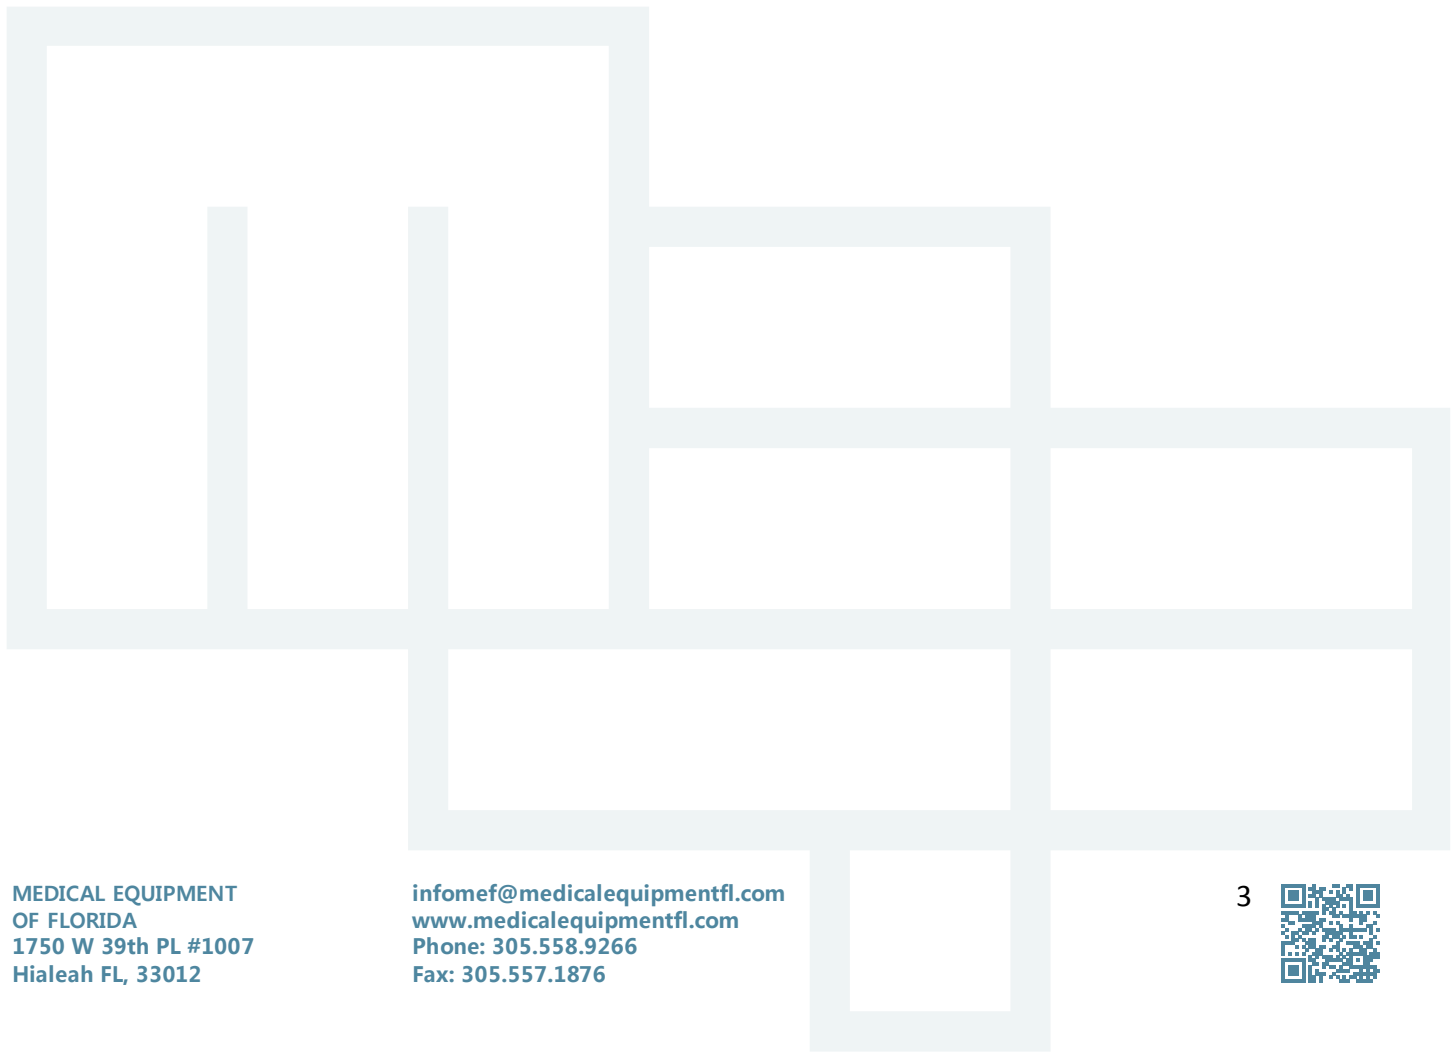 MEDICAL EQUIPMENT
OF FLORIDA
1750 W 39th PL #1007
Hialeah FL, 33012
infomef@medicalequipmentfl.com
www.medicalequipmentfl.com
Phone: 305.558.9266
Fax: 305.557.1876
3